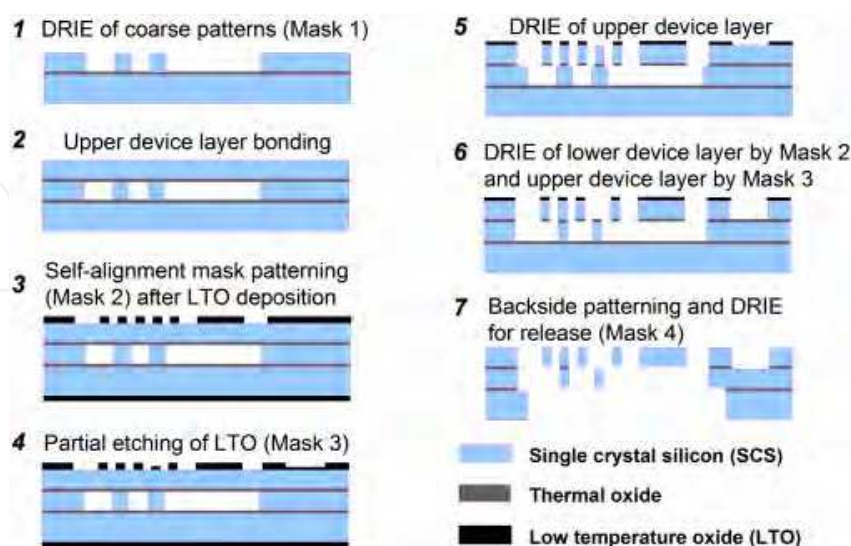 1 DRIE of coarse patterns (Mask 1)
2 Upper device layer bonding
3 Self-alignment mask patterning
(Mask 2) after LTO deposition
4 Partial etching of LTO (Mask 3)
5 DRIE of upper device layer
6 DRIE of lower device layer by Mask 2
and upper device layer by Mask 3
7 Backside patterning and DRIE
for release (Mask 4)
Single crystal silicon (SCS)
Thermal oxide
Low temperature oxide (LTO)